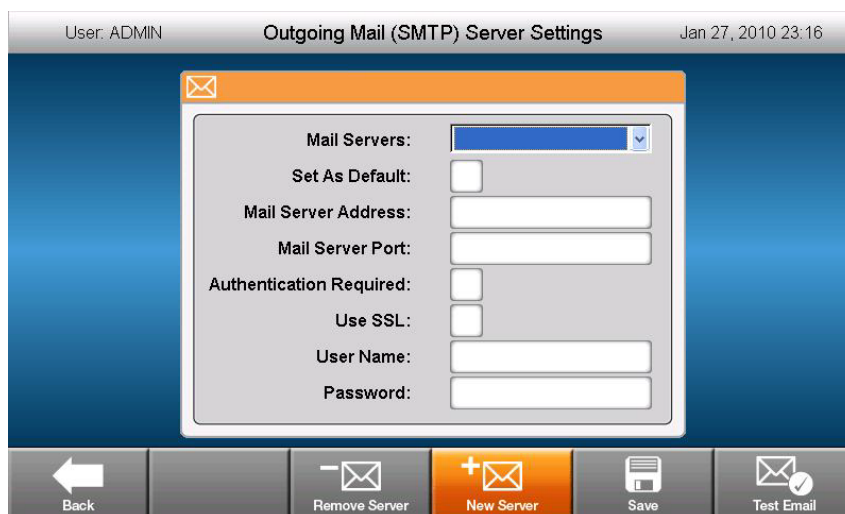 User: ADMIN Outgoing Mail (SMTP) Server Settings Jan 27, 2010 23:16
Mail Servers:
Set As Default:
Mail Server Address:
Mail Server Port:
Authentication Required:
Use SSL:
User Name:
Password:
Back Remove Server New Server Save Test Email